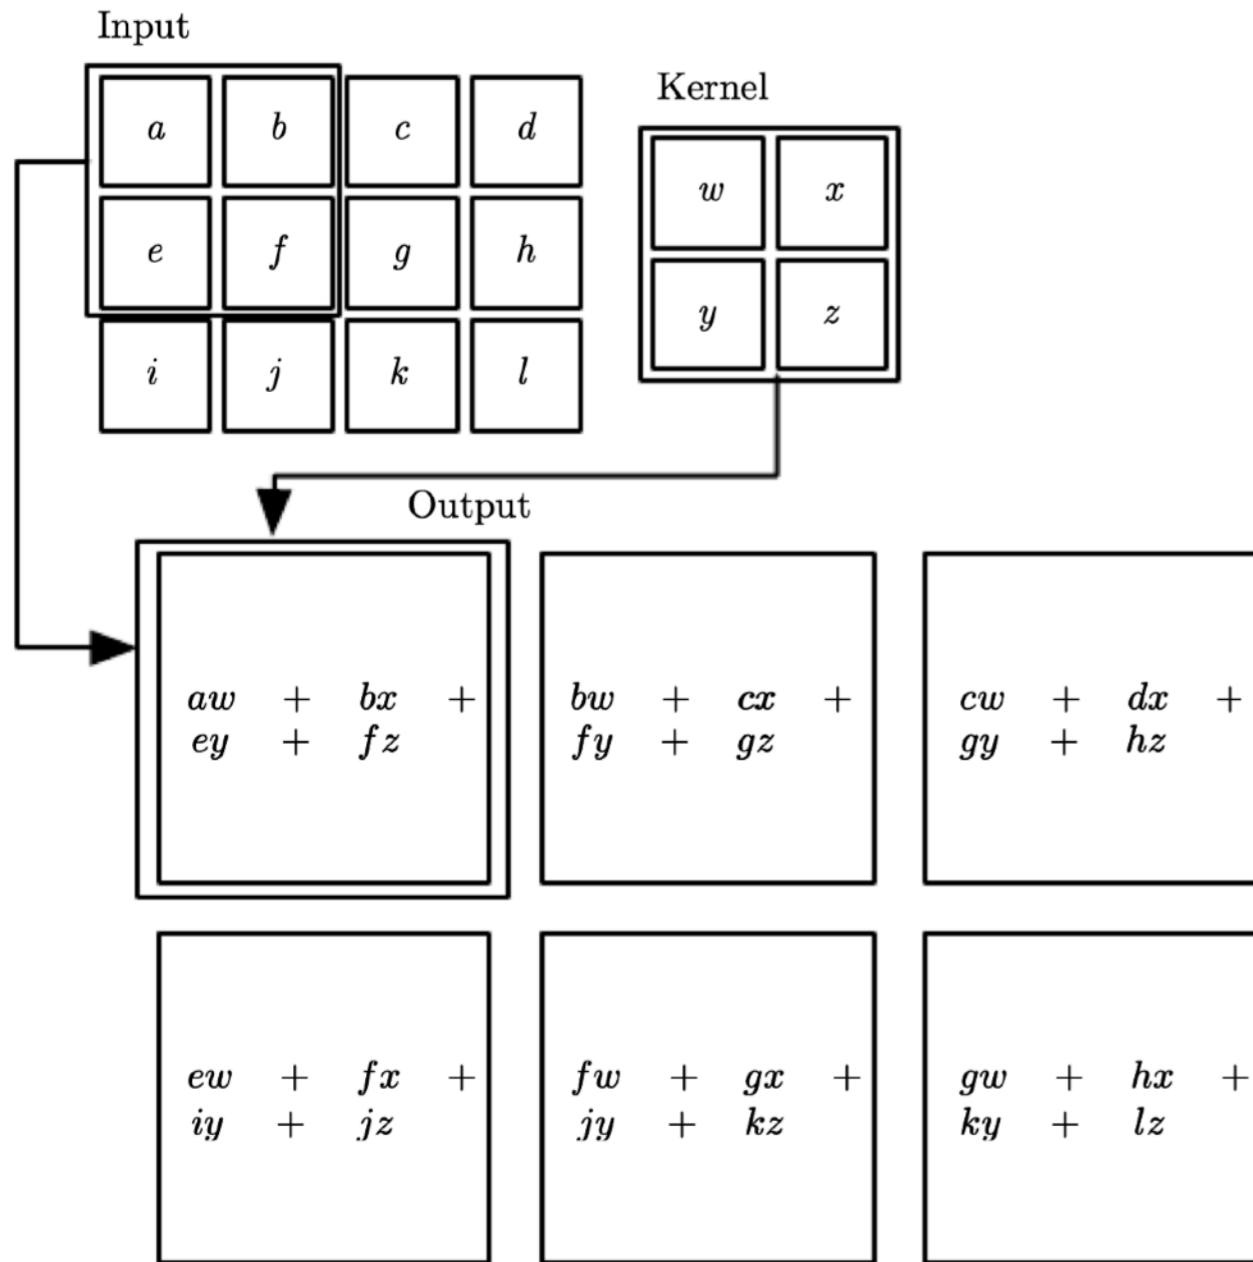 Input
Kernel
a b c d
w x
e f g h
y z
i j k l
Output
aw + bx +
ey + fz
bw + cx +
fy + gz
cw + dx +
gy + hz
ew + fx +
iy + jz
fw + gx +
jy + kz
gw + hx +
ky + lz